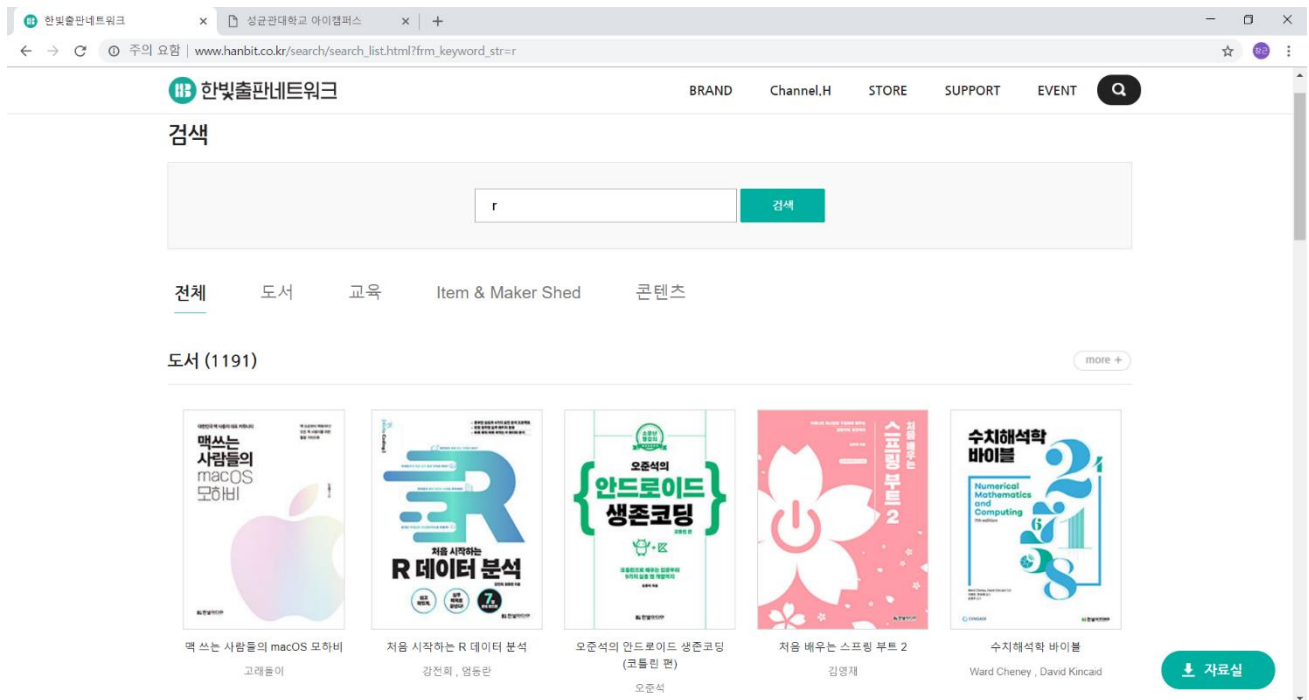 한빛출판네트워크
성균관대학교 아이캠퍼스
주의 요함 | www.hanbit.co.kr/search/search_list.html?frm_keyword_str=r
한빛출판네트워크
BRAND Channel.H STORE SUPPORT EVENT
검색
r 검색
전체 도서 교육 Item & Maker Shed 콘텐츠
도서 (1191) more +
맥쓰는
사람들의
macOS
모하비
처음 시작하는
R 데이터 분석
오준석의
안드로이드
생존코딩
처음 배우는
스프링 부트 2
수치해석학
바이블
Numerical
Mathematics
and
Computing
맥 쓰는 사람들의 macOS 모하비
고래돌이
처음 시작하는 R 데이터 분석
강전희 , 엄동란
오준석의 안드로이드 생존코딩
(코틀린 편)
오준석
처음 배우는 스프링 부트 2
김영재
수치해석학 바이블
Ward Cheney , David Kincaid
자료실